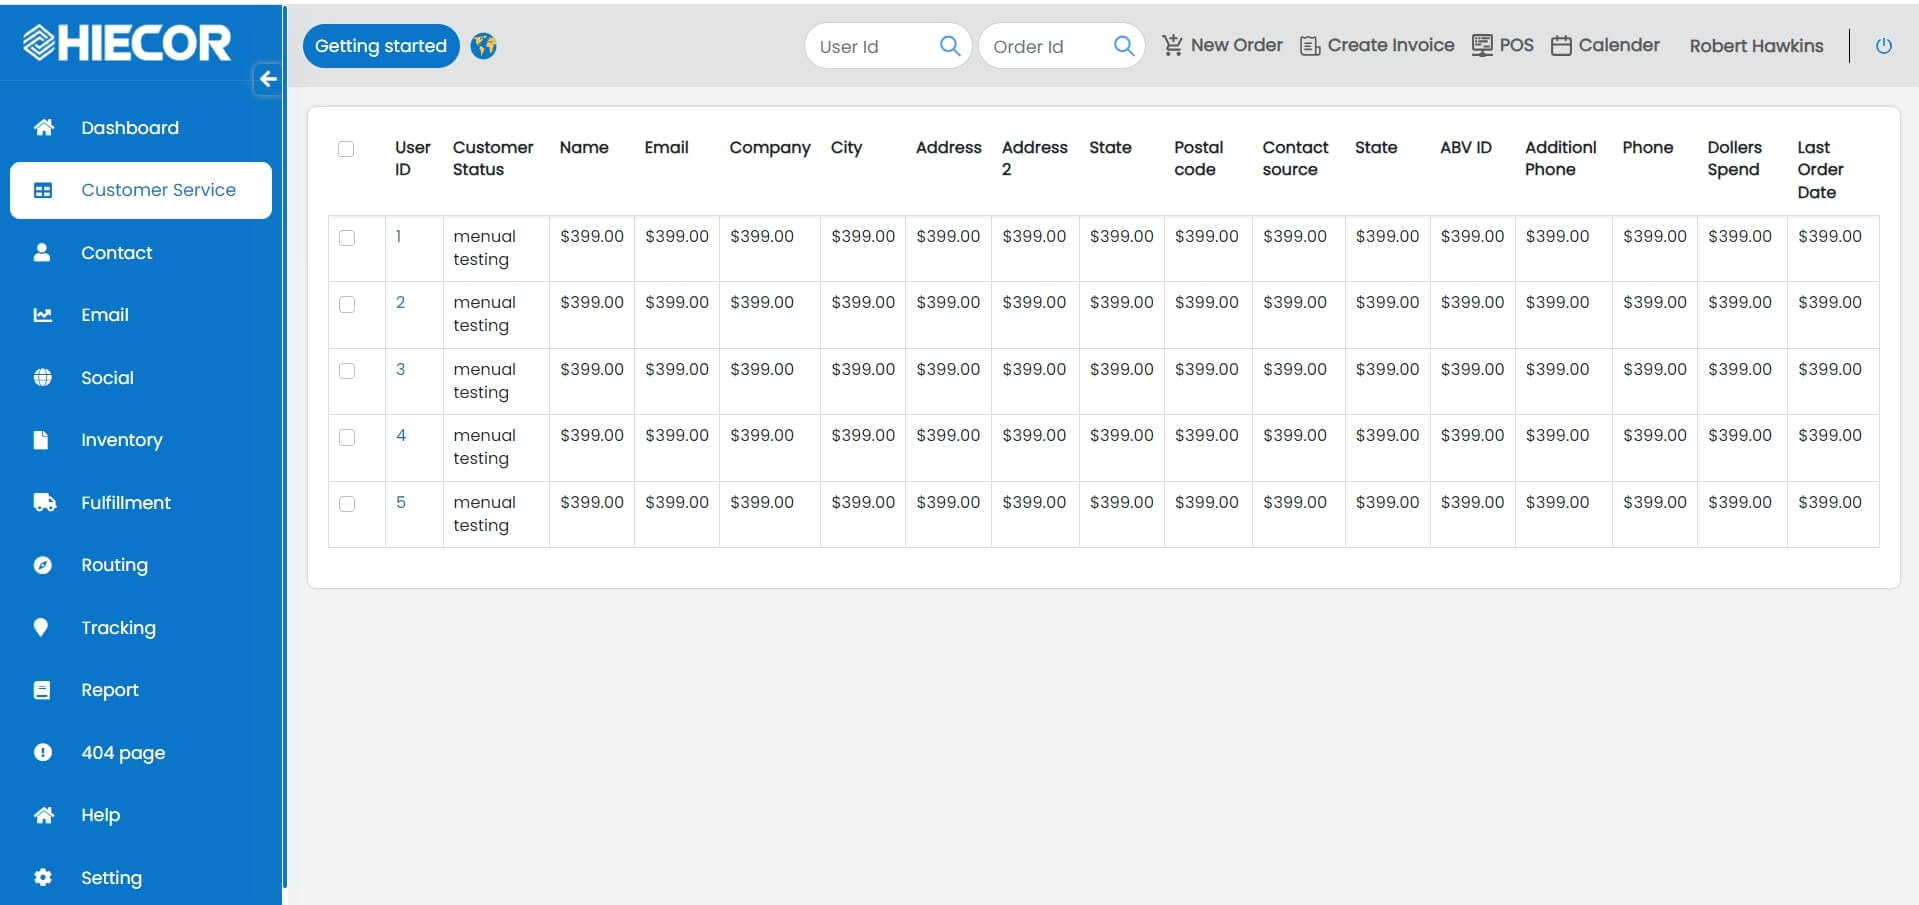 HIECOR
Getting started
User Id
Order Id
New Order
Create Invoice
POS
Calender
Robert Hawkins
Dashboard
Customer Service
Contact
Email
Social
Inventory
Fulfillment
Routing
Tracking
Report
404 page
Help
Setting
User ID Customer Status Name Email Company City Address Address 2 State Postal code Contact source State ABV ID Additionl Phone Phone Dollers Spend Last Order Date
1 menual testing $399.00 $399.00 $399.00 $399.00 $399.00 $399.00 $399.00 $399.00 $399.00 $399.00 $399.00 $399.00 $399.00 $399.00 $399.00
2 menual testing $399.00 $399.00 $399.00 $399.00 $399.00 $399.00 $399.00 $399.00 $399.00 $399.00 $399.00 $399.00 $399.00 $399.00 $399.00
3 menual testing $399.00 $399.00 $399.00 $399.00 $399.00 $399.00 $399.00 $399.00 $399.00 $399.00 $399.00 $399.00 $399.00 $399.00 $399.00
4 menual testing $399.00 $399.00 $399.00 $399.00 $399.00 $399.00 $399.00 $399.00 $399.00 $399.00 $399.00 $399.00 $399.00 $399.00 $399.00
5 menual testing $399.00 $399.00 $399.00 $399.00 $399.00 $399.00 $399.00 $399.00 $399.00 $399.00 $399.00 $399.00 $399.00 $399.00 $399.00